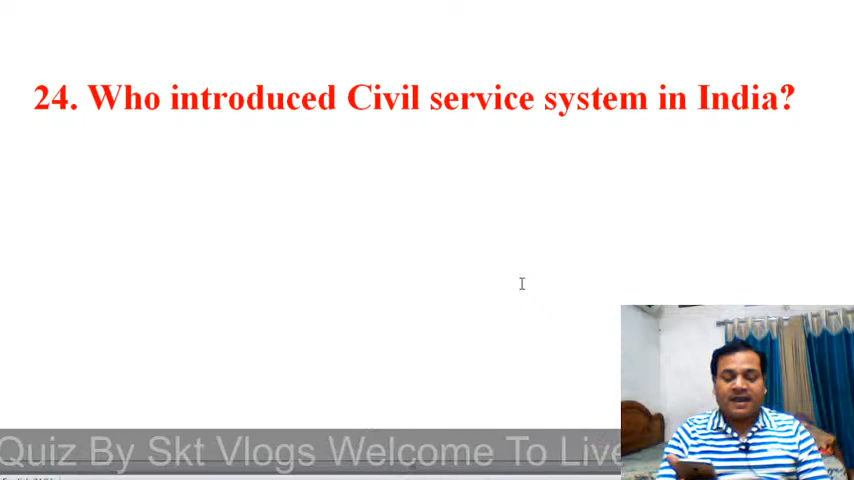 24. Who introduced Civil service system in India?
Quiz By Skt Vlogs Welcome To Live